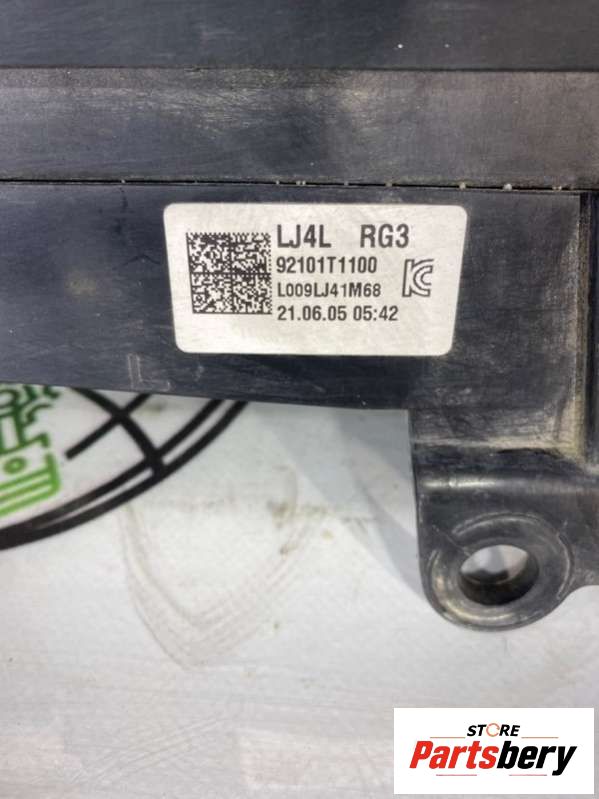 LJ4L RG3
92101T1100
L009LJ41M68
21.06.05 05:42
STORE
Partsbery